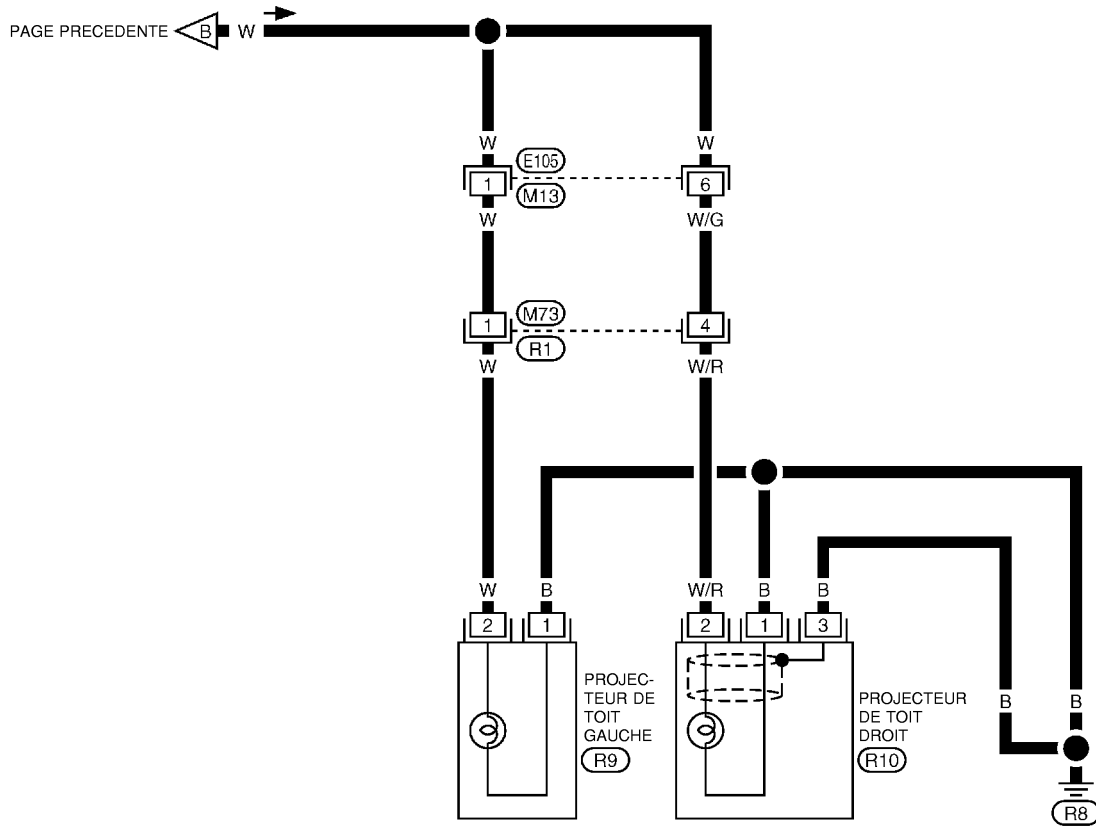 PAGE PRECEDENTE B W
W W
E105
1 6
M13
W W/G
M73
1 4
R1
W W/R
W B W/R B B
2 1 2 1 3
PROJEC-
TEUR DE
TOIT
GAUCHE
R9
PROJECTEUR
DE TOIT
DROIT
R10
B B
R8